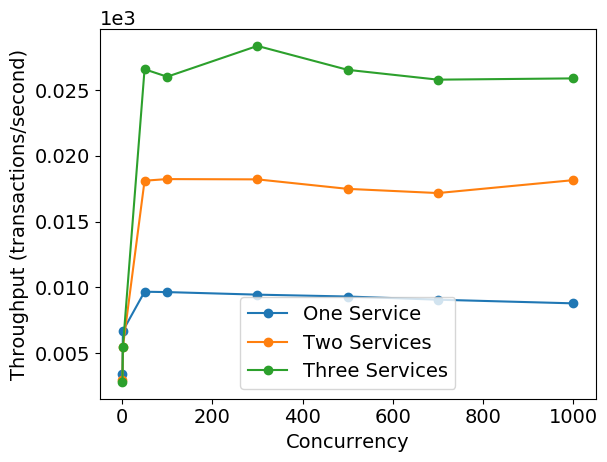 1e3
Throughput (transactions/second)
0.025
0.020
0.015
0.010
0.005
One Service
Two Services
Three Services
0 200 400 600 800 1000
Concurrency